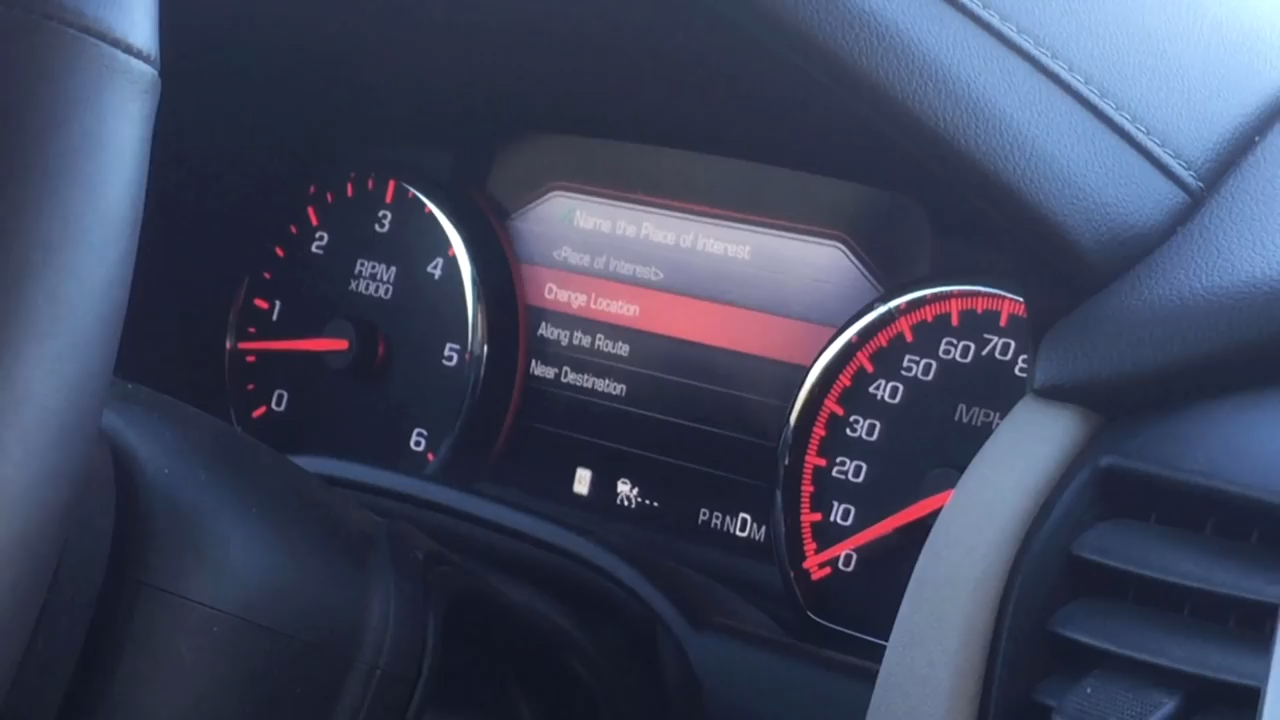 Name the Place of Interest
<Place of Interest>
Change Location
Along the Route
Near Destination
45
PRNDM
0
1
2
3
4
5
6
RPM
x1000
0
10
20
30
40
50
60
70
MPH